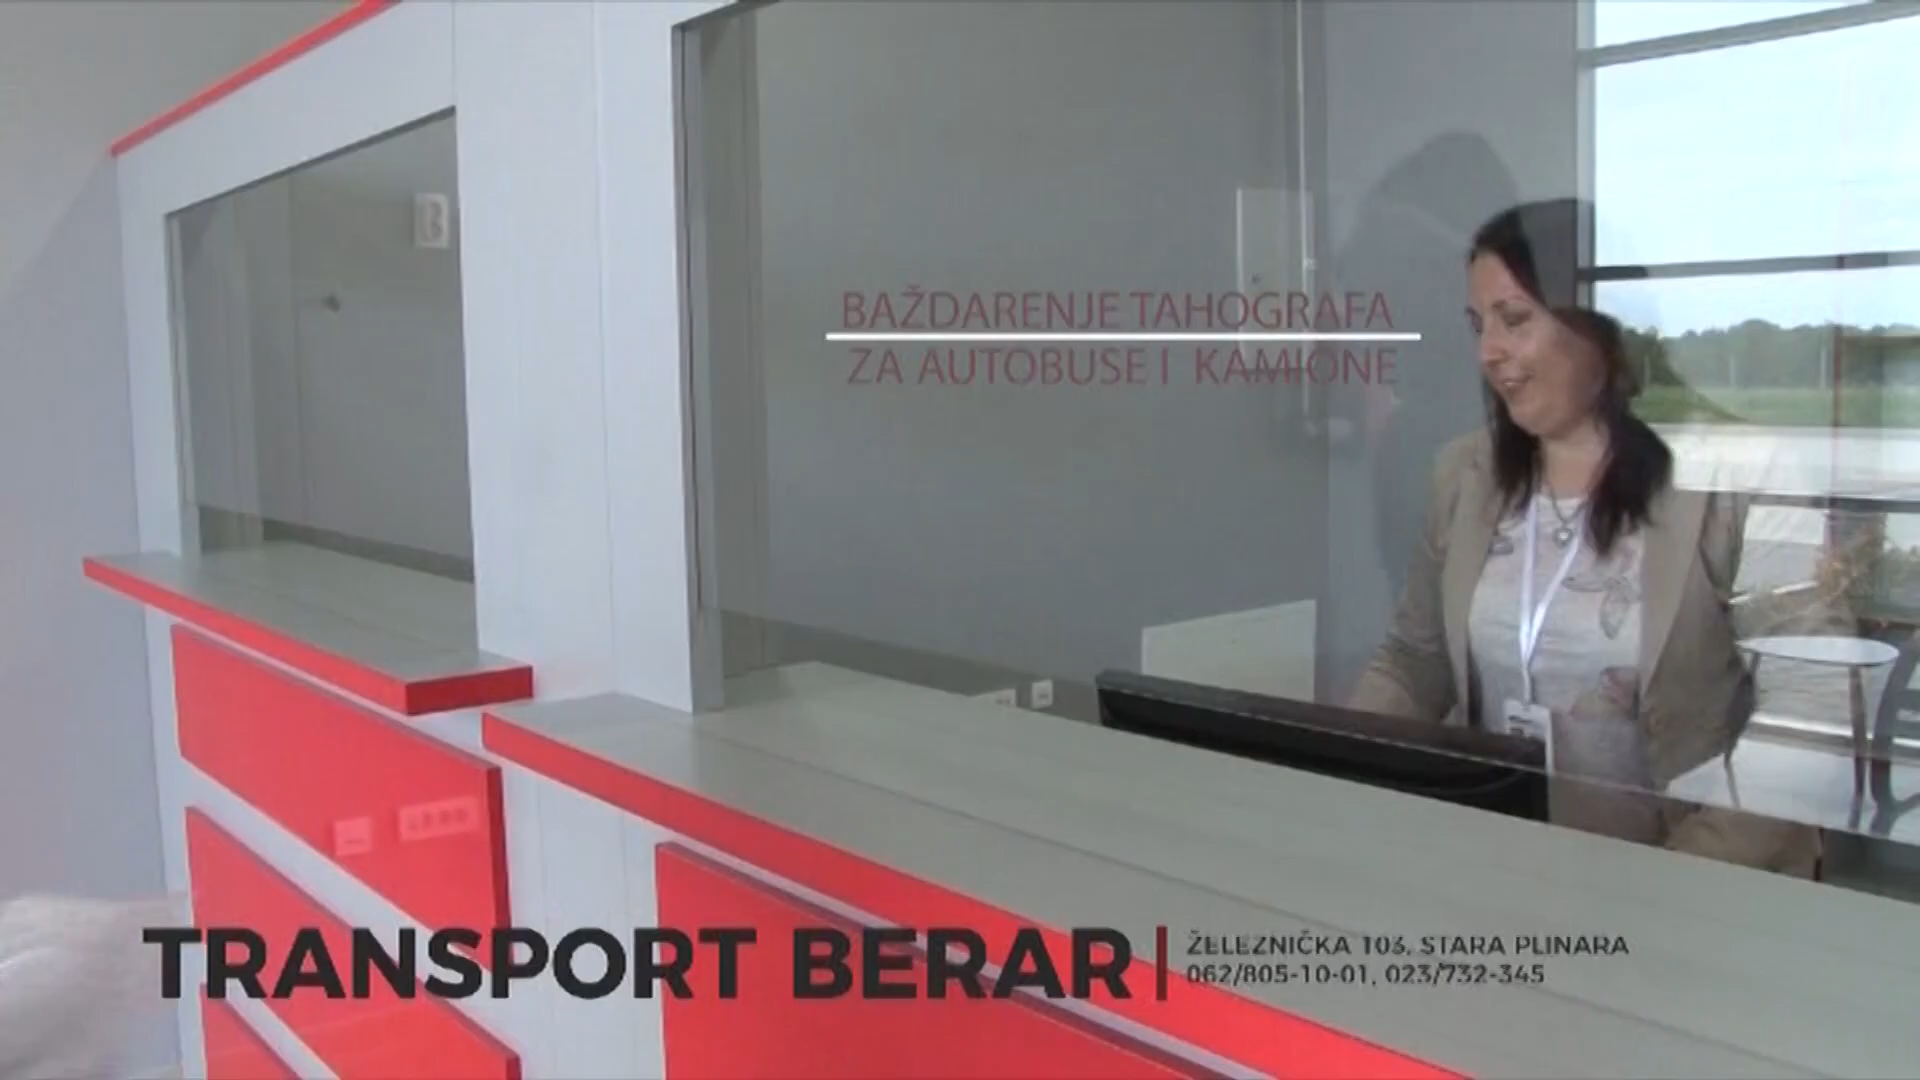 BAŽDARENJE TAHOGRAFA
ZA AUTOBUSE I KAMIONE
TRANSPORT BERAR
ŽELEZNIČKA 103, STARA PLINARA
062/805-10-01, 023/732-345